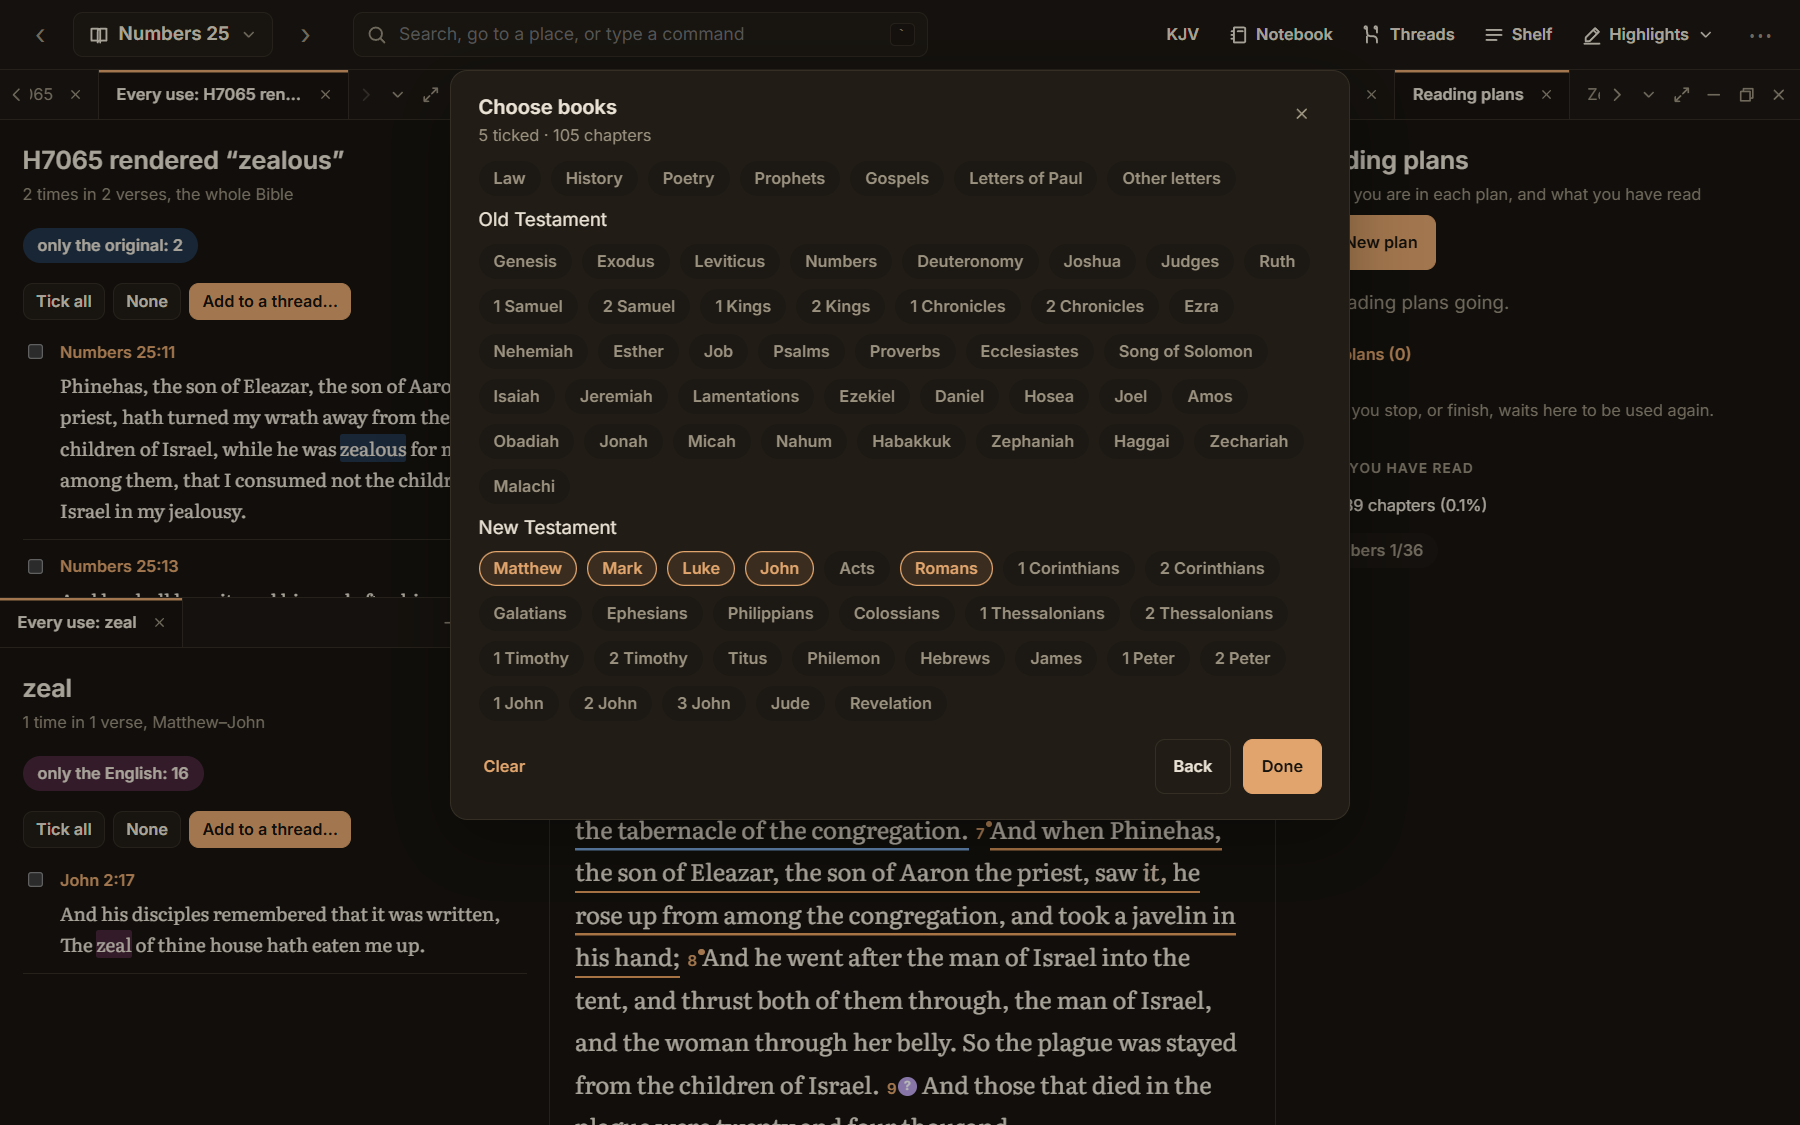 Numbers 25
Search, go to a place, or type a command
`
KJV
Notebook
Threads
Shelf
Highlights
065
Every use: H7065 ren...
Reading plans
H7065 rendered “zealous”
2 times in 2 verses, the whole Bible
only the original: 2
Tick all
None
Add to a thread...
Numbers 25:11
Phinehas, the son of Eleazar, the son of
priest, hath turned my wrath away from the
children of Israel, while he was zealous for
among them, that I consumed not the
Israel in my jealousy.
Numbers 25:13
Every use: zeal
zeal
1 time in 1 verse, Matthew–John
only the English: 16
Tick all
None
Add to a thread...
John 2:17
And his disciples remembered that it was written,
The zeal of thine house hath eaten me up.
Choose books
5 ticked · 105 chapters
Law
History
Poetry
Prophets
Gospels
Letters of Paul
Other letters
Old Testament
Genesis
Exodus
Leviticus
Numbers
Deuteronomy
Joshua
Judges
Ruth
1 Samuel
2 Samuel
1 Kings
2 Kings
1 Chronicles
2 Chronicles
Ezra
Nehemiah
Esther
Job
Psalms
Proverbs
Ecclesiastes
Song of Solomon
Isaiah
Jeremiah
Lamentations
Ezekiel
Daniel
Hosea
Joel
Amos
Obadiah
Jonah
Micah
Nahum
Habakkuk
Zephaniah
Haggai
Zechariah
Malachi
New Testament
Matthew
Mark
Luke
John
Acts
Romans
1 Corinthians
2 Corinthians
Galatians
Ephesians
Philippians
Colossians
1 Thessalonians
2 Thessalonians
1 Timothy
2 Timothy
Titus
Philemon
Hebrews
James
1 Peter
2 Peter
1 John
2 John
3 John
Jude
Revelation
Clear
Back
Done
the tabernacle of the congregation. 7 And when Phinehas,
the son of Eleazar, the son of Aaron the priest, saw it, he
rose up from among the congregation, and took a javelin in
his hand; 8 And he went after the man of Israel into the
tent, and thrust both of them through, the man of Israel,
and the woman through her belly. So the plague was stayed
from the children of Israel. 9 ? And those that died in the
plague were twenty and four thousand.
ding plans
you are in each plan, and what you have read
New plan
ading plans going.
lans (0)
you stop, or finish, waits here to be used again.
YOU HAVE READ
39 chapters (0.1%)
bers 1/36